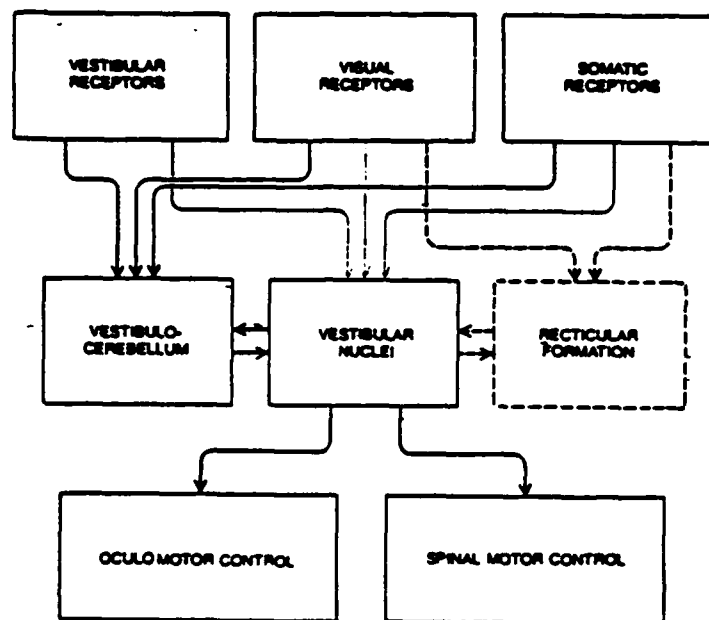 VESTIBULAR
RECEPTORS
VISUAL
RECEPTORS
SOMATIC
RECEPTORS
VESTIBULO-
CEREBELLUM
VESTIBULAR
NUCLEI
RECTICULAR
FORMATION
OCULO MOTOR CONTROL
SPINAL MOTOR CONTROL